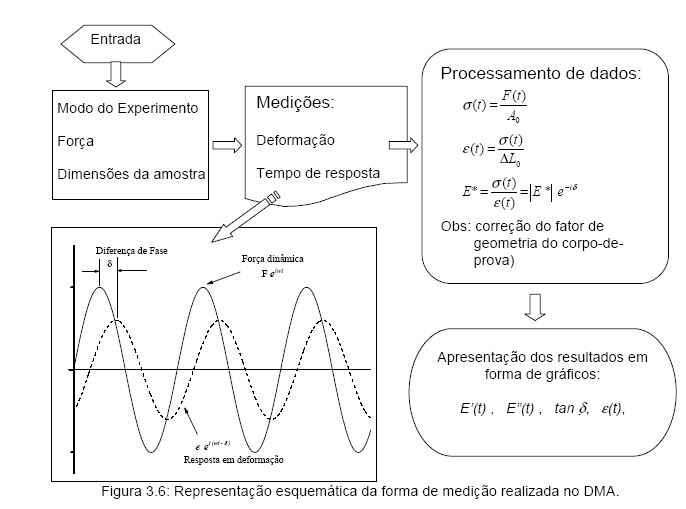 Entrada
Modo do Experimento
Força
Dimensões da amostra
Medições:
Deformação
Tempo de resposta
Processamento de dados:
σ(t) = F(t) / A₀
ε(t) = σ(t) / ΔL₀
E* = σ(t) / ε(t) = |E*| e^{-iδ}
Obs: correção do fator de
geometria do corpo-de-
prova)
Diferença de Fase
δ
Força dinâmica
F e^{iwt}
ε e^{i(wt-δ)}
Resposta em deformação
Apresentação dos resultados em
forma de gráficos:
E'(t) , E"(t) , tan δ, ε(t),
Figura 3.6: Representação esquemática da forma de medição realizada no DMA.